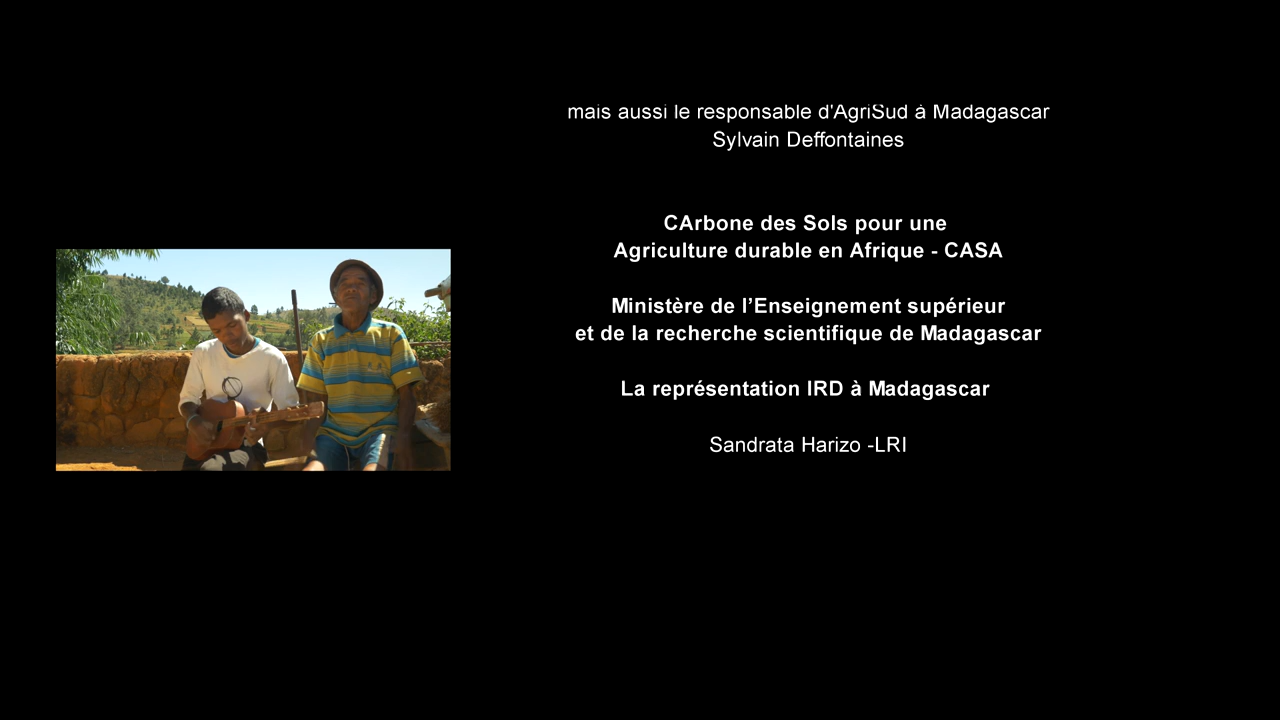 mais aussi le responsable d'AgriSud à Madagascar
Sylvain Deffontaines
CArbone des Sols pour une
Agriculture durable en Afrique - CASA
Ministère de l’Enseignement supérieur
et de la recherche scientifique de Madagascar
La représentation IRD à Madagascar
Sandrata Harizo -LRI